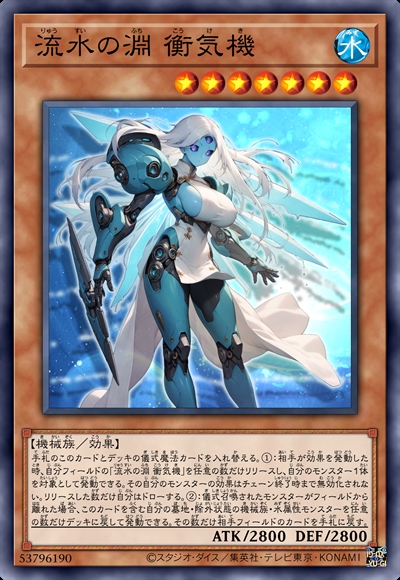 流水の淵 衝気機
水
【機械族／効果】
手札のこのカードとデッキの儀式魔法カードを入れ替える。①：相手が効果を発動した
時、自分フィールドの「流水の淵衝気機」を任意の数だけリリースし、自分のモンスター1体
を対象として発動できる。その自分のモンスターの効果はチェーン終了時まで無効化されな
い。リリースした数だけ自分はドローする。②：儀式召喚されたモンスターがフィールドか
ら離れた場合、このカードを含む自分の墓地・除外状態の機械族・水属性モンスターを任意
の数だけデッキに戻して発動できる。その数だけ相手フィールドのカードを手札に戻す。
ATK/2800 DEF/2800
53796190
©スタジオ・ダイス／集英社・テレビ東京・KONAMI